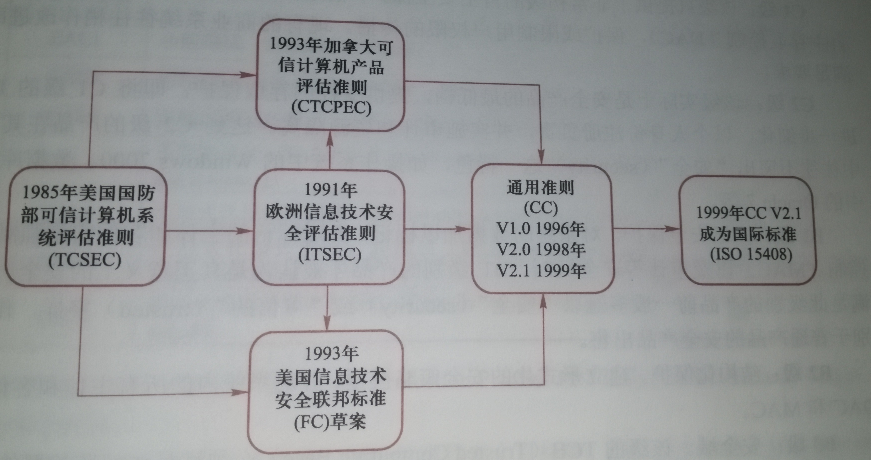 1993年加拿大可
信计算机产品
评估准则
(CTCPEC)
1985年美国国防
部可信计算机系
统评估准则
(TCSEC)
1991年
欧洲信息技术安
全评估准则
(ITSEC)
通用准则
(CC)
V1.0 1996年
V2.0 1998年
V2.1 1999年
1999年CC V2.1
成为国际标准
(ISO 15408)
1993年
美国信息技术
安全联邦标准
(FC)草案